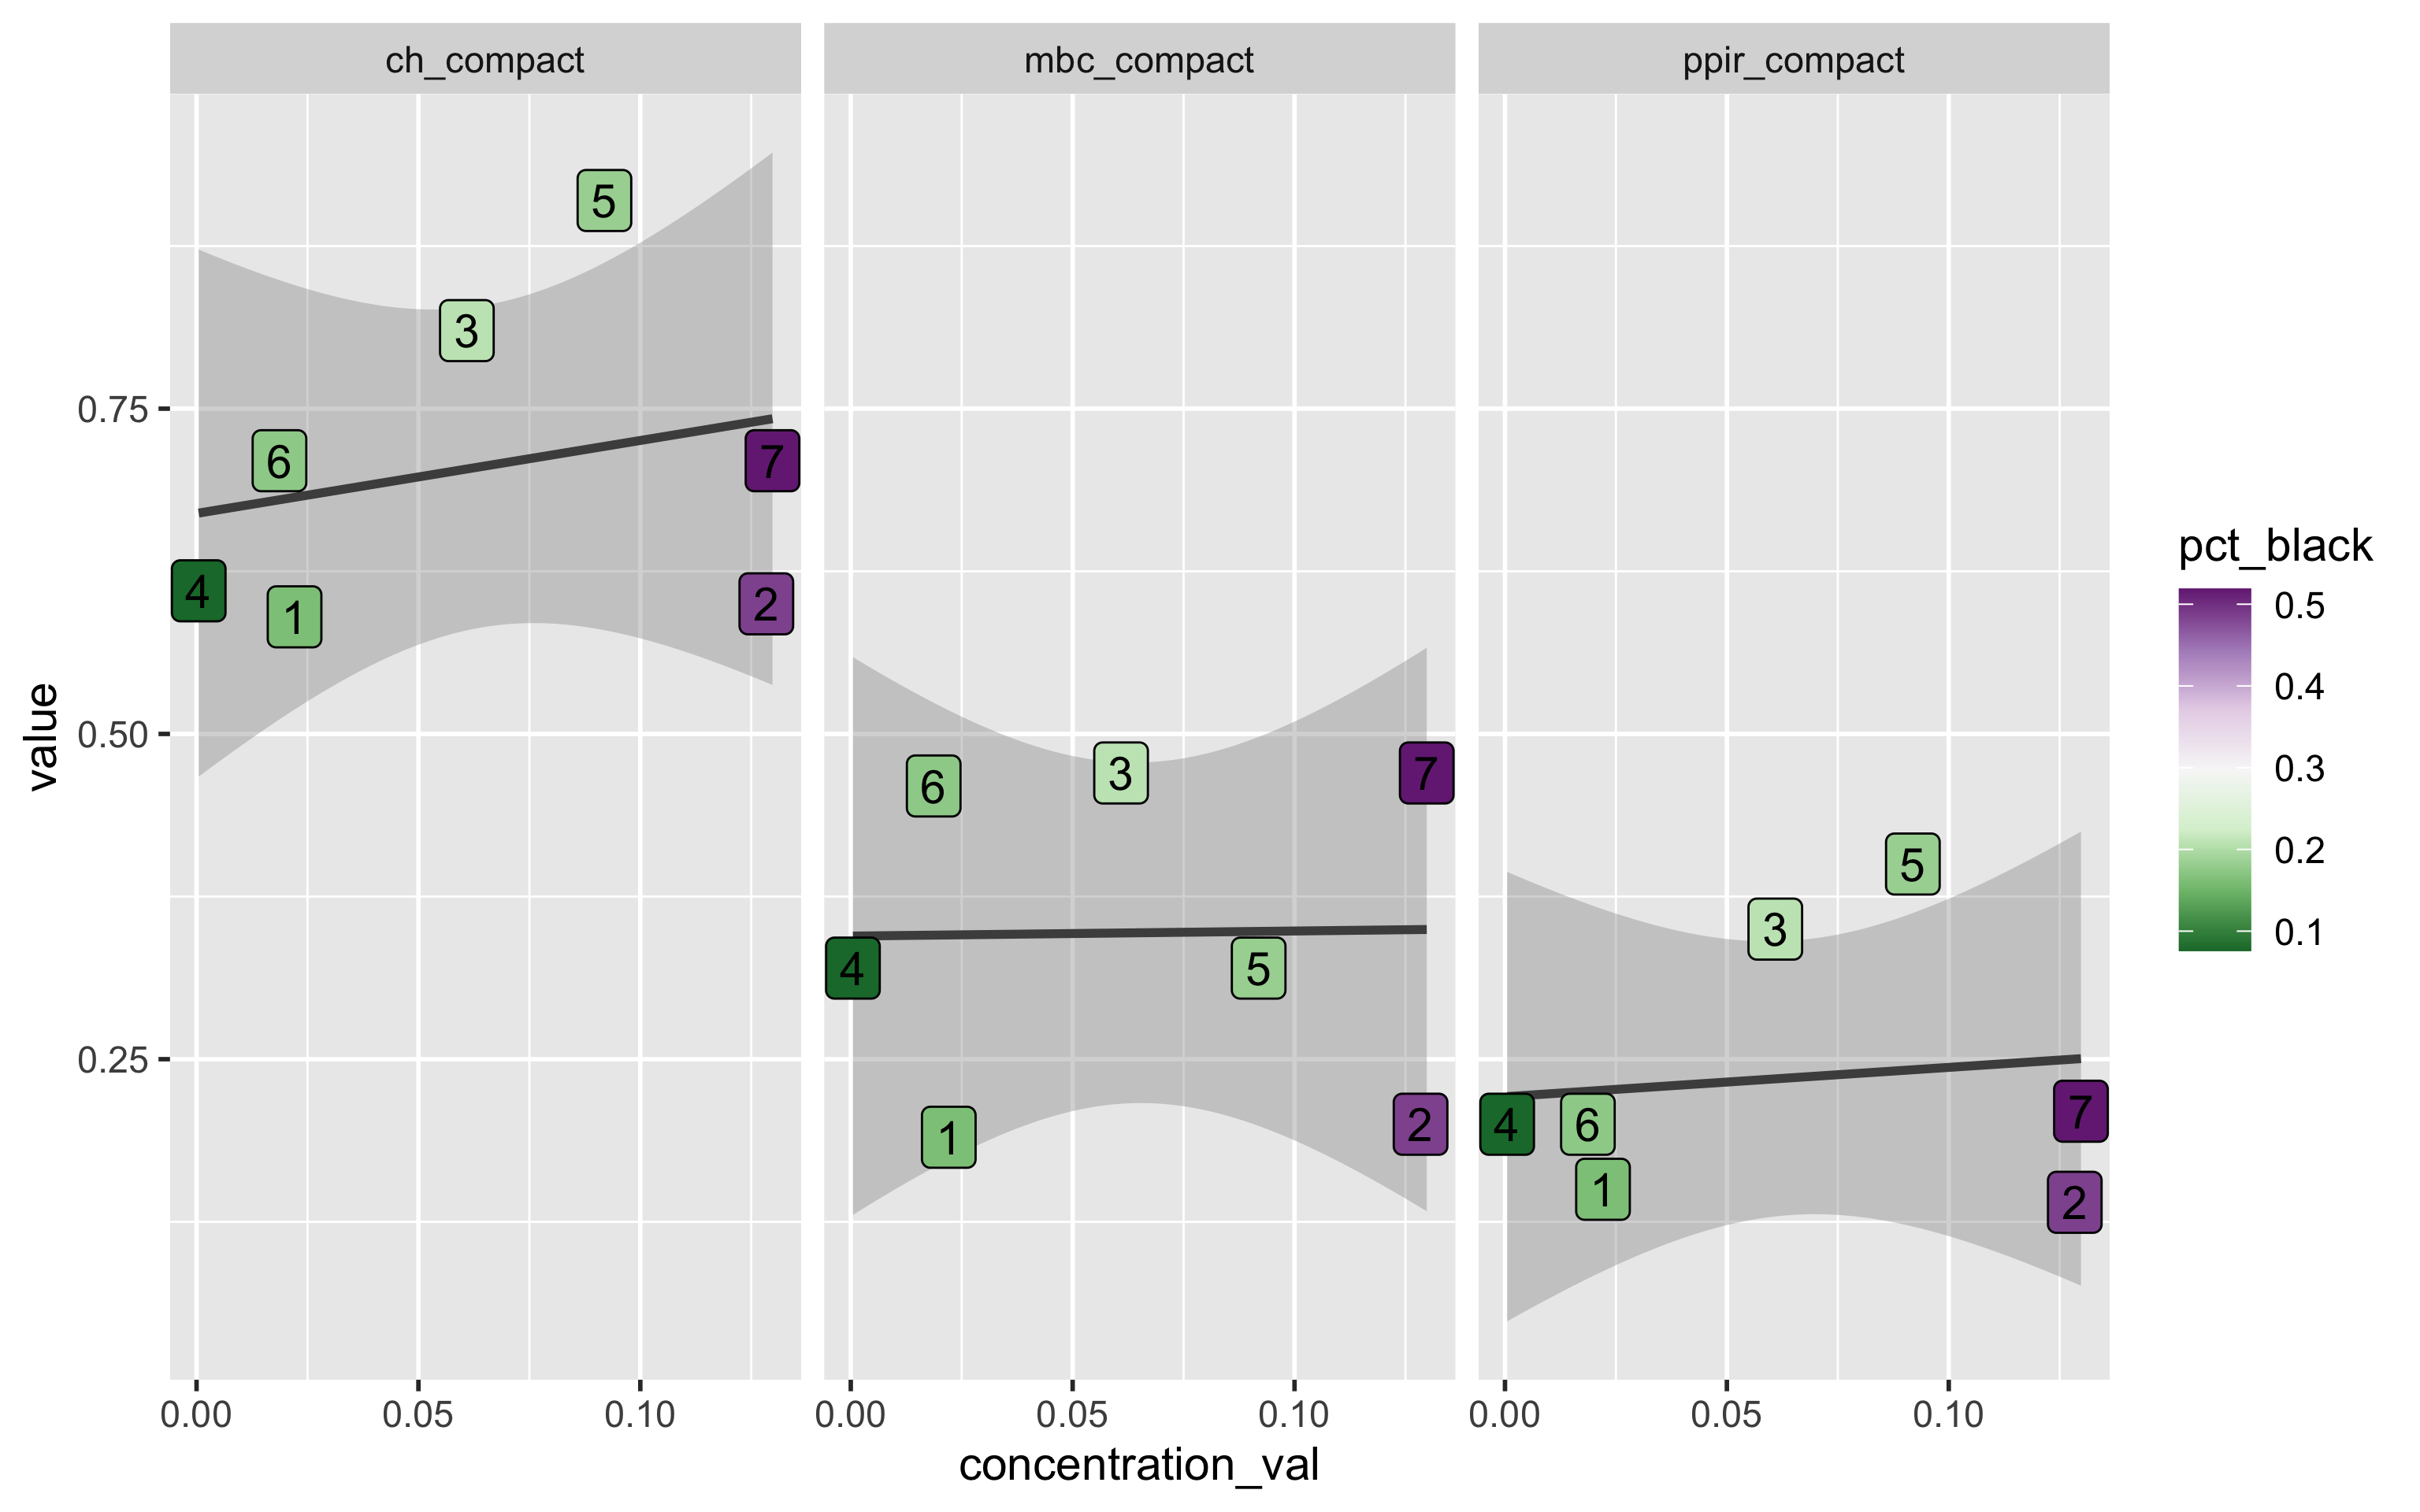 ch_compact mbc_compact ppir_compact
5
3
0.75
6 7
4 1 2
value
0.50
6 3 7
4 5
5
3
0.25
1 2
4 6 7
1 2
0.00 0.05 0.10 0.00 0.05 0.10 0.00 0.05 0.10
concentration_val
pct_black
0.5
0.4
0.3
0.2
0.1